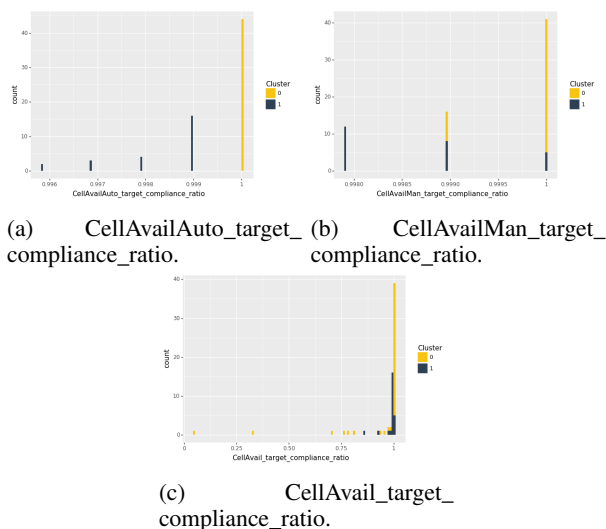 40
30
20
10
0
count
0.996
0.997
0.998
0.999
1
CellAvailAuto_target_compliance_ratio
Cluster
0
1
40
30
20
10
0
count
0.9980
0.9985
0.9990
0.9995
1
CellAvailMan_target_compliance_ratio
Cluster
0
1
(a) CellAvailAuto_target_
compliance_ratio.
(b) CellAvailMan_target_
compliance_ratio.
40
30
20
10
0
count
0
0.25
0.50
0.75
1
CellAvail_target_compliance_ratio
Cluster
0
1
(c) CellAvail_target_
compliance_ratio.